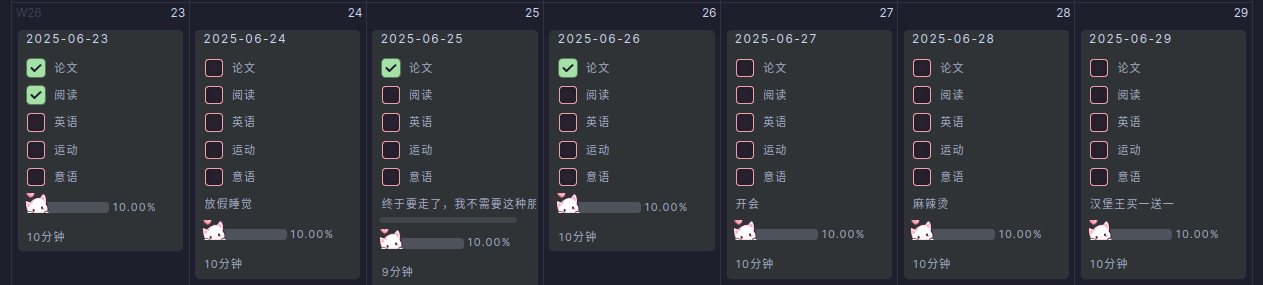 W26
23
24
25
26
27
28
29
2025-06-23
论文
阅读
英语
运动
意语
10.00%
10分钟
2025-06-24
论文
阅读
英语
运动
意语
放假睡觉
10.00%
10分钟
2025-06-25
论文
阅读
英语
运动
意语
终于要走了，我不需要这种朋
10.00%
9分钟
2025-06-26
论文
阅读
英语
运动
意语
10.00%
10分钟
2025-06-27
论文
阅读
英语
运动
意语
开会
10.00%
10分钟
2025-06-28
论文
阅读
英语
运动
意语
麻辣烫
10.00%
10分钟
2025-06-29
论文
阅读
英语
运动
意语
汉堡王买一送一
10.00%
10分钟